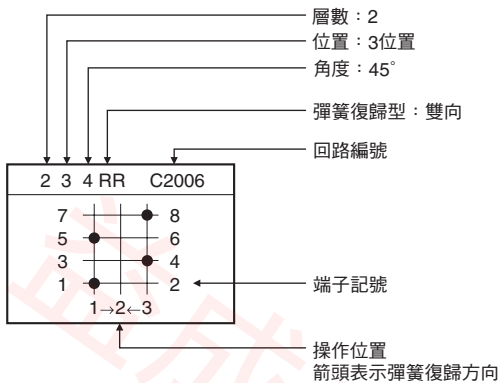 層數：2
位置：3位置
角度：45°
彈簧復歸型：雙向
回路編號
2 3 4 RR C2006
7 8
5 6
3 4
1 2
端子記號
1→2←3
操作位置
箭頭表示彈簧復歸方向
益成